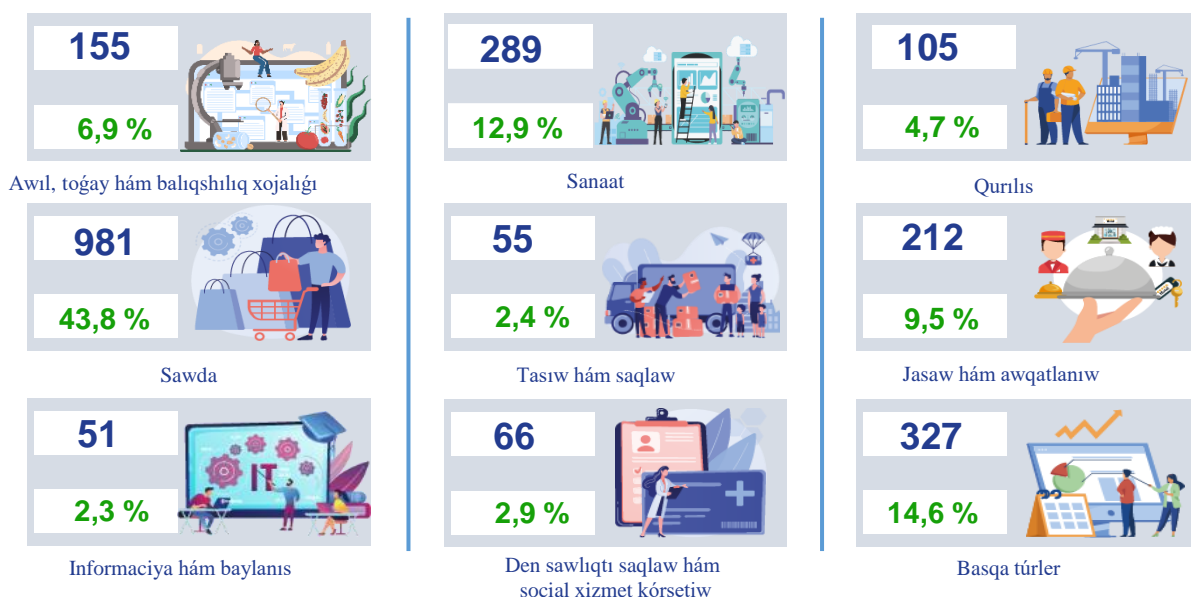 155
6,9 %
Awıl, toǵay hám balıqshılıq xojalıǵı
289
12,9 %
Sanaat
105
4,7 %
Qurılıs
981
43,8 %
Sawda
55
2,4 %
Tasıw hám saqlaw
212
9,5 %
Jasaw hám awqatlanıw
51
2,3 %
IT
Informaciya hám baylanıs
66
2,9 %
Den sawlıqtı saqlaw hám
social xizmet kórsetiw
327
14,6 %
Basqa túrler